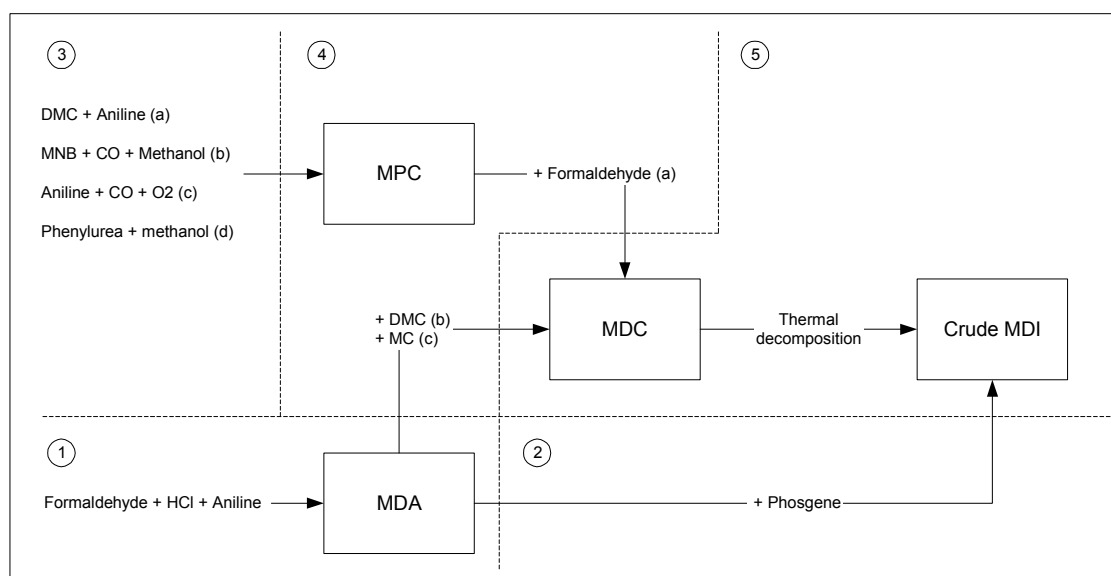 3
4
5
DMC + Aniline (a)
MNB + CO + Methanol (b)
Aniline + CO + O2 (c)
Phenylurea + methanol (d)
MPC
+ Formaldehyde (a)
+ DMC (b)
+ MC (c)
MDC
Thermal
decomposition
Crude MDI
1
2
Formaldehyde + HCl + Aniline
MDA
+ Phosgene